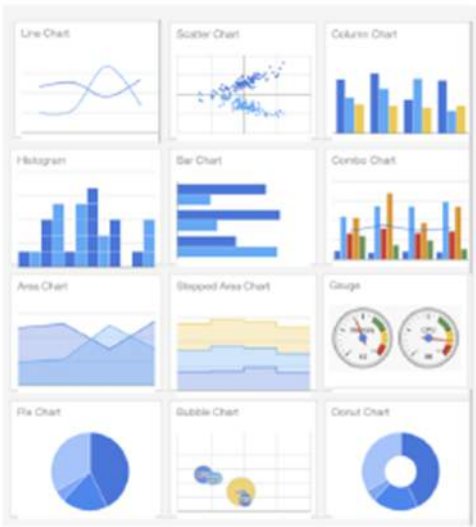 Line Chart
Scatter Chart
Column Chart
Histogram
Bar Chart
Combo Chart
Area Chart
Stepped Area Chart
Gauge
Pie Chart
Bubble Chart
Donut Chart